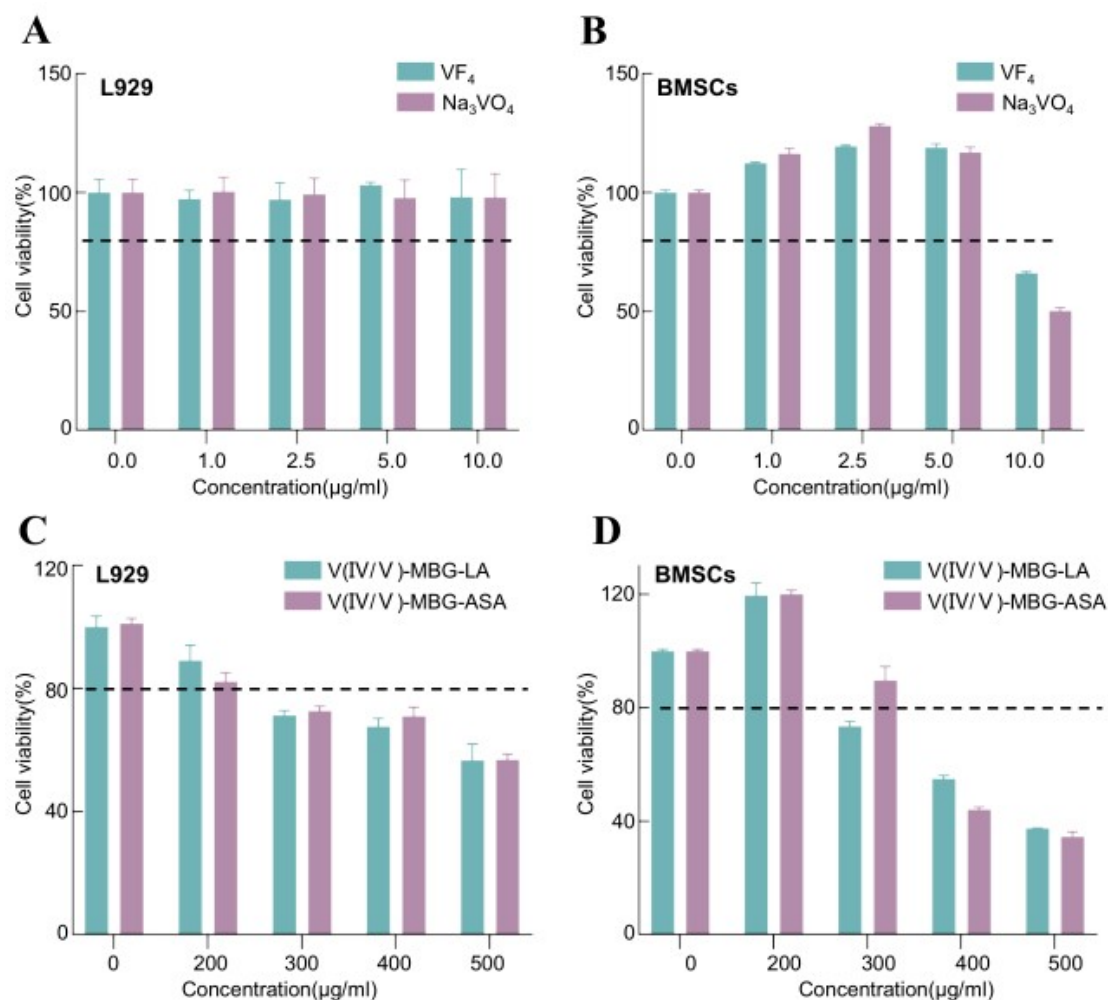 A
L929
VF₄
Na₃VO₄
150
100
50
0
Cell viability(%)
0.0 1.0 2.5 5.0 10.0
Concentration(μg/ml)
B
BMSCs
VF₄
Na₃VO₄
150
100
50
0
Cell viability(%)
0.0 1.0 2.5 5.0 10.0
Concentration(μg/ml)
C
L929
V(Ⅳ/Ⅴ)-MBG-LA
V(Ⅳ/Ⅴ)-MBG-ASA
120
80
40
0
Cell viability(%)
0 200 300 400 500
Concentration(μg/ml)
D
BMSCs
V(Ⅳ/Ⅴ)-MBG-LA
V(Ⅳ/Ⅴ)-MBG-ASA
120
80
40
0
Cell viability(%)
0 200 300 400 500
Concentration(μg/ml)